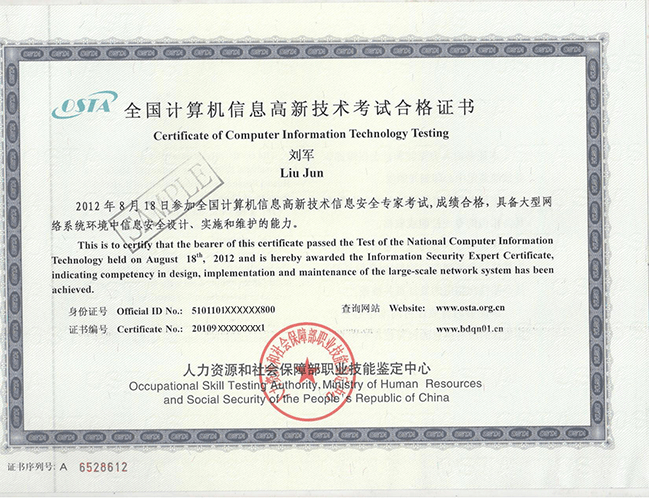 OSTA
全国计算机信息高新技术考试合格证书
Certificate of Computer Information Technology Testing
刘军
Liu Jun
SAMPLE
2012年8月18日参加全国计算机信息高新技术信息安全专家考试,成绩合格，具备大型网
络系统环境中信息安全设计、实施和维护的能力。
This is to certify that the bearer of this certificate passed the Test of the National Computer Information
Technology held on August 18th, 2012 and is hereby awarded the Information Security Expert Certificate,
indicating competency in design, implementation and maintenance of the large-scale network system has been
achieved.
身份证号 Official ID No.: 5101101XXXXXX800 查询网站 Website: www.osta.org.cn
证书编号 Certificate No.: 20109XXXXXXXX1 www.bdqn01.cn
人力资源和社会保障部职业技能鉴定中心
Occupational Skill Testing Authority, Ministry of Human Resources
and Social Security of the People's Republic of China
证书序列号: A 6528612